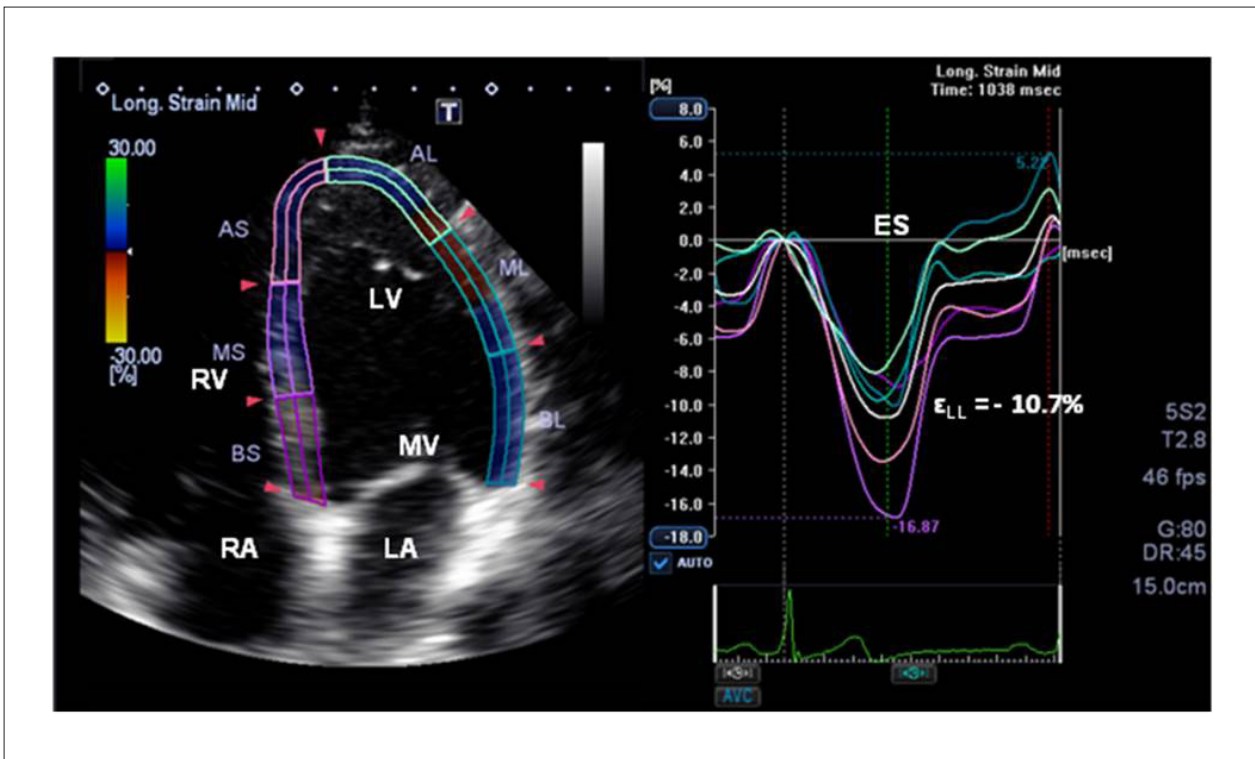 Long. Strain Mid
30.00
-30.00
[%]
T
AL
AS
ML
MS
BL
BS
LV
RV
MV
RA
LA
[%]
Long. Strain Mid
Time: 1038 msec
8.0
6.0
4.0
2.0
0.0
-2.0
-4.0
-6.0
-8.0
-10.0
-12.0
-14.0
-16.0
-18.0
AUTO
ES
[msec]
εLL = - 10.7%
-16.87
AVC
5S2
T2.8
46 fps
G:80
DR:45
15.0cm